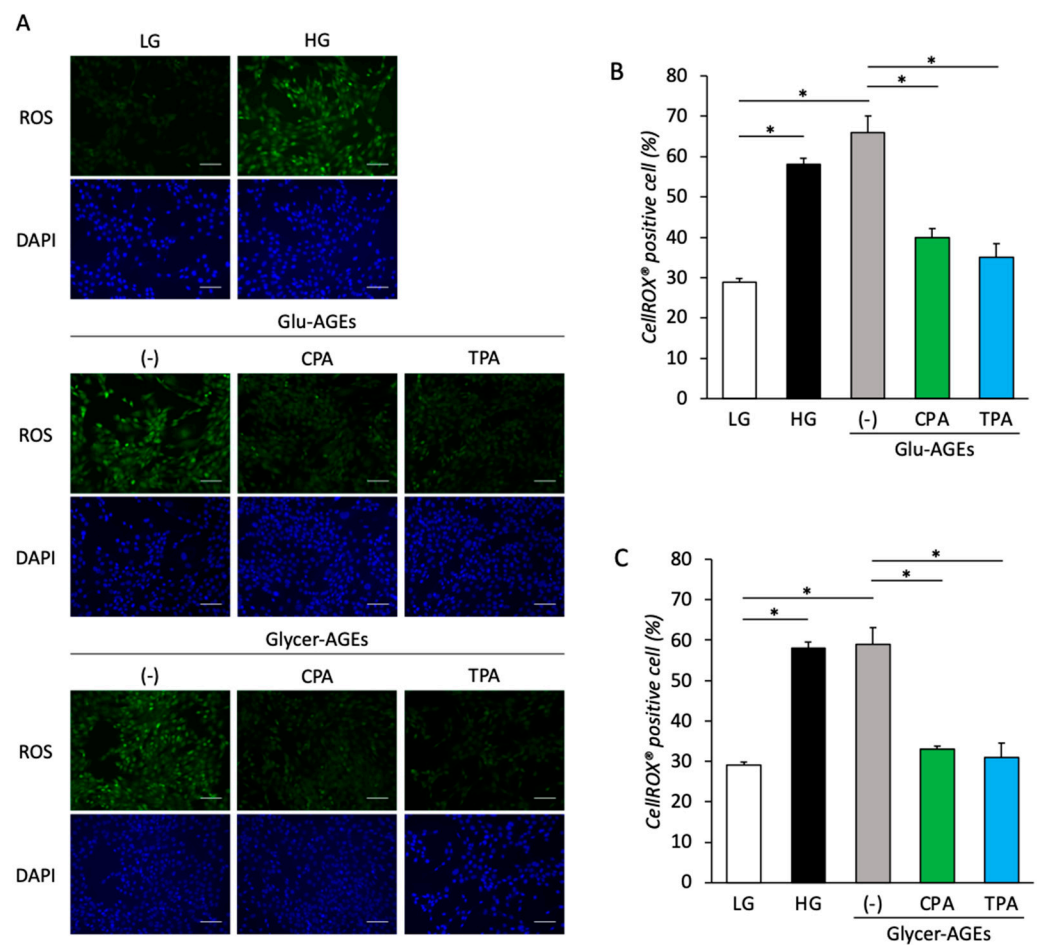 A
LG HG
ROS
DAPI
Glu-AGEs
(-) CPA TPA
ROS
DAPI
Glycer-AGEs
(-) CPA TPA
ROS
DAPI
B
CellROX® positive cell (%)
80
70
60
50
40
30
20
10
0
* * * *
LG HG (-) CPA TPA
Glu-AGEs
C
CellROX® positive cell (%)
80
70
60
50
40
30
20
10
0
* * * *
LG HG (-) CPA TPA
Glycer-AGEs